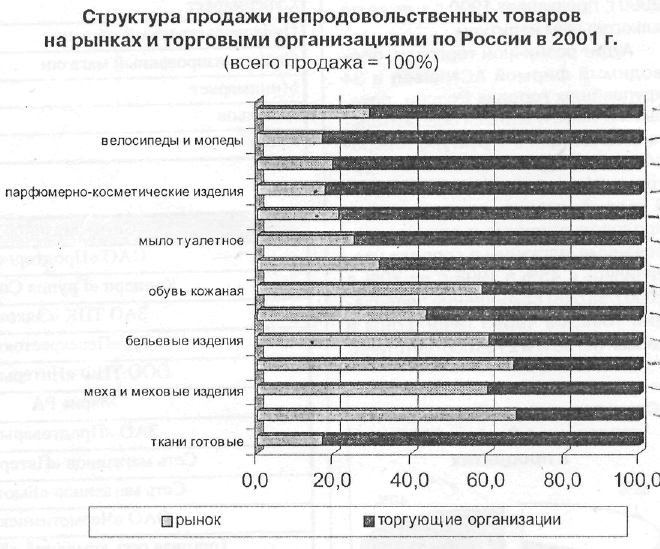 Структура продажи непродовольственных товаров
на рынках и торговыми организациями по России в 2001 г.
(всего продажа = 100%)
велосипеды и мопеды
парфюмерно-косметические изделия
мыло туалетное
обувь кожаная
бельевые изделия
меха и меховые изделия
ткани готовые
0,0 20,0 40,0 60,0 80,0 100,0
рынок торгующие организации